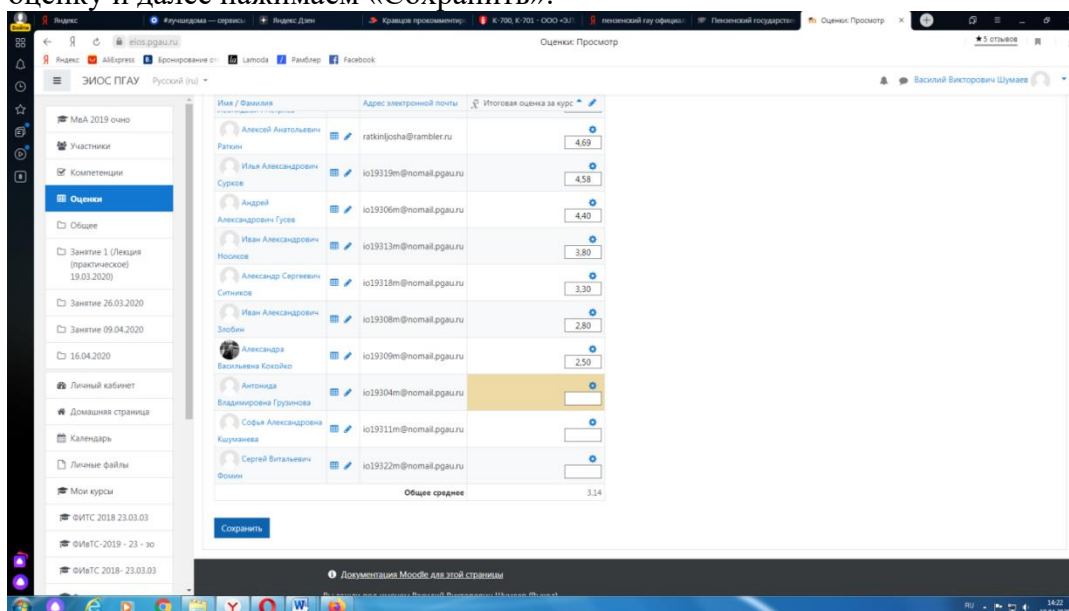 оценку и далее нажимаем «Сохранить».
Яндекс
#лучшедома — сервисы
Яндекс Дзен
Кравцов прокомментир
К-700, К-701 - ООО «ЗЛ
пензенский гау официал
Пензенский государстве
Оценки: Просмотр
eios.pgau.ru
Оценки: Просмотр
★ 5 отзывов
Яндекс
AliExpress
Бронирование от
Lamoda
Рамблер
Facebook
ЭИОС ПГАУ
Русский (ru)
Василий Викторович Шумаев
МвА 2019 очно
Участники
Компетенции
Оценки
Общее
Занятие 1 (Лекция
(практическое)
19.03.2020)
Занятие 26.03.2020
Занятие 09.04.2020
16.04.2020
Личный кабинет
Домашняя страница
Календарь
Личные файлы
Мои курсы
ФИТС 2018 23.03.03
ФИвТС-2019 - 23 - зо
ФИвТС 2018- 23.03.03
Имя / Фамилия
Адрес электронной почты
Итоговая оценка за курс
Алексей Анатольевич
Раткин
ratkinljosha@rambler.ru
4,69
Илья Александрович
Сурков
io19319m@nomail.pgau.ru
4,58
Андрей
Александрович Гусев
io19306m@nomail.pgau.ru
4,40
Иван Александрович
Носиков
io19313m@nomail.pgau.ru
3,80
Александр Сергеевич
Ситников
io19318m@nomail.pgau.ru
3,30
Иван Александрович
Злобин
io19308m@nomail.pgau.ru
2,80
Александра
Васильевна Кокойко
io19309m@nomail.pgau.ru
2,50
Антонида
Владимировна Грузинова
io19304m@nomail.pgau.ru
Софья Александровна
Кшуманева
io19311m@nomail.pgau.ru
Сергей Витальевич
Фомин
io19322m@nomail.pgau.ru
Общее среднее
3,14
Сохранить
Документация Moodle для этой страницы
RU
14:22